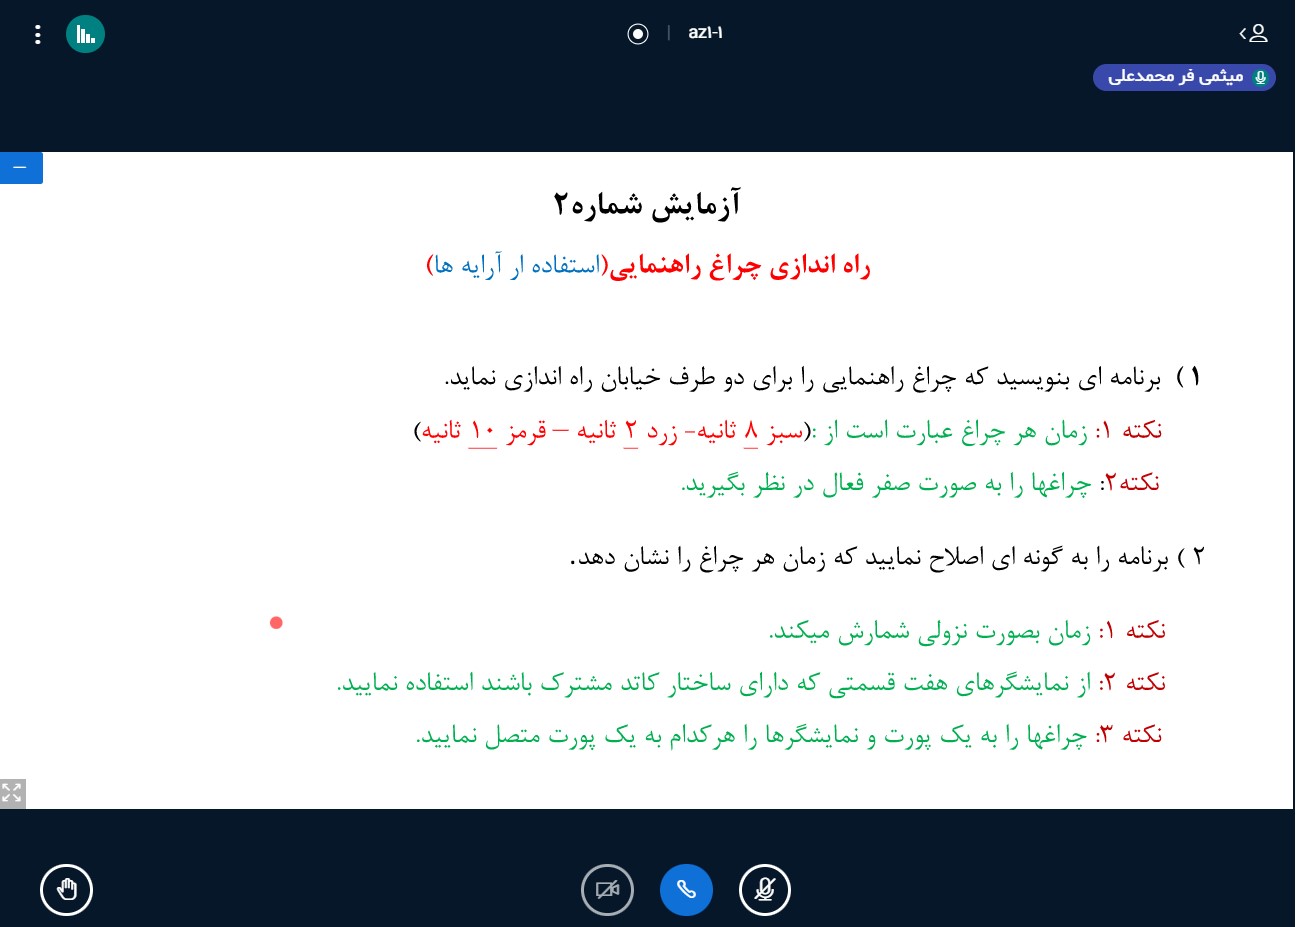 az1-1
میثمی فر محمدعلی
آزمایش شماره۲
راه اندازی چراغ راهنمایی(استفاده ار آرایه ها)
۱) برنامه ای بنویسید که چراغ راهنمایی را برای دو طرف خیابان راه اندازی نماید.
نکته ۱: زمان هر چراغ عبارت است از :(سبز ۸ ثانیه- زرد ۲ ثانیه – قرمز ۱۰ ثانیه)
نکته۲: چراغها را به صورت صفر فعال در نظر بگیرید.
۲) برنامه را به گونه ای اصلاح نمایید که زمان هر چراغ را نشان دهد.
نکته ۱: زمان بصورت نزولی شمارش میکند.
نکته ۲: از نمایشگرهای هفت قسمتی که دارای ساختار کاتد مشترک باشند استفاده نمایید.
نکته ۳: چراغها را به یک پورت و نمایشگرها را هرکدام به یک پورت متصل نمایید.